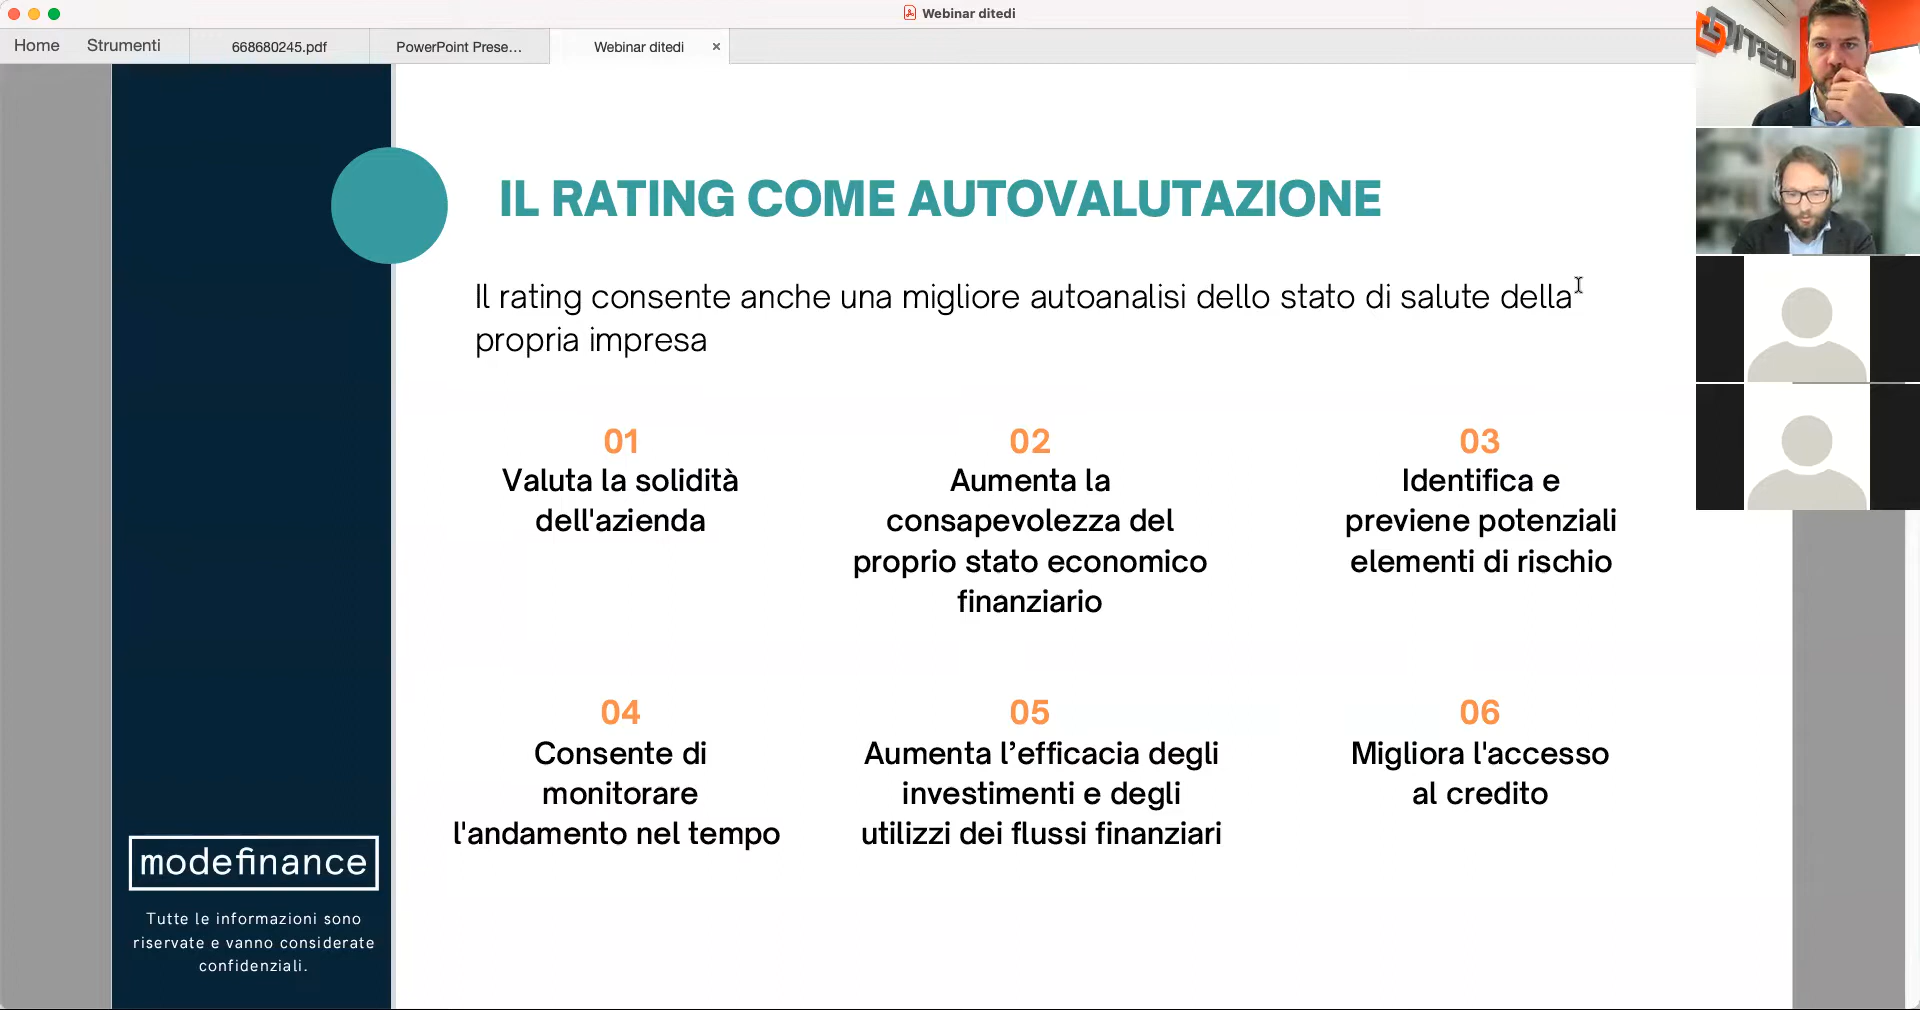 Webinar ditedi
Home
Strumenti
668680245.pdf
PowerPoint Prese...
Webinar ditedi
DITEDI
IL RATING COME AUTOVALUTAZIONE
Il rating consente anche una migliore autoanalisi dello stato di salute della
propria impresa
01
Valuta la solidità
dell'azienda
02
Aumenta la
consapevolezza del
proprio stato economico
finanziario
03
Identifica e
previene potenziali
elementi di rischio
04
Consente di
monitorare
l'andamento nel tempo
05
Aumenta l’efficacia degli
investimenti e degli
utilizzi dei flussi finanziari
06
Migliora l'accesso
al credito
modefinance
Tutte le informazioni sono
riservate e vanno considerate
confidenziali.